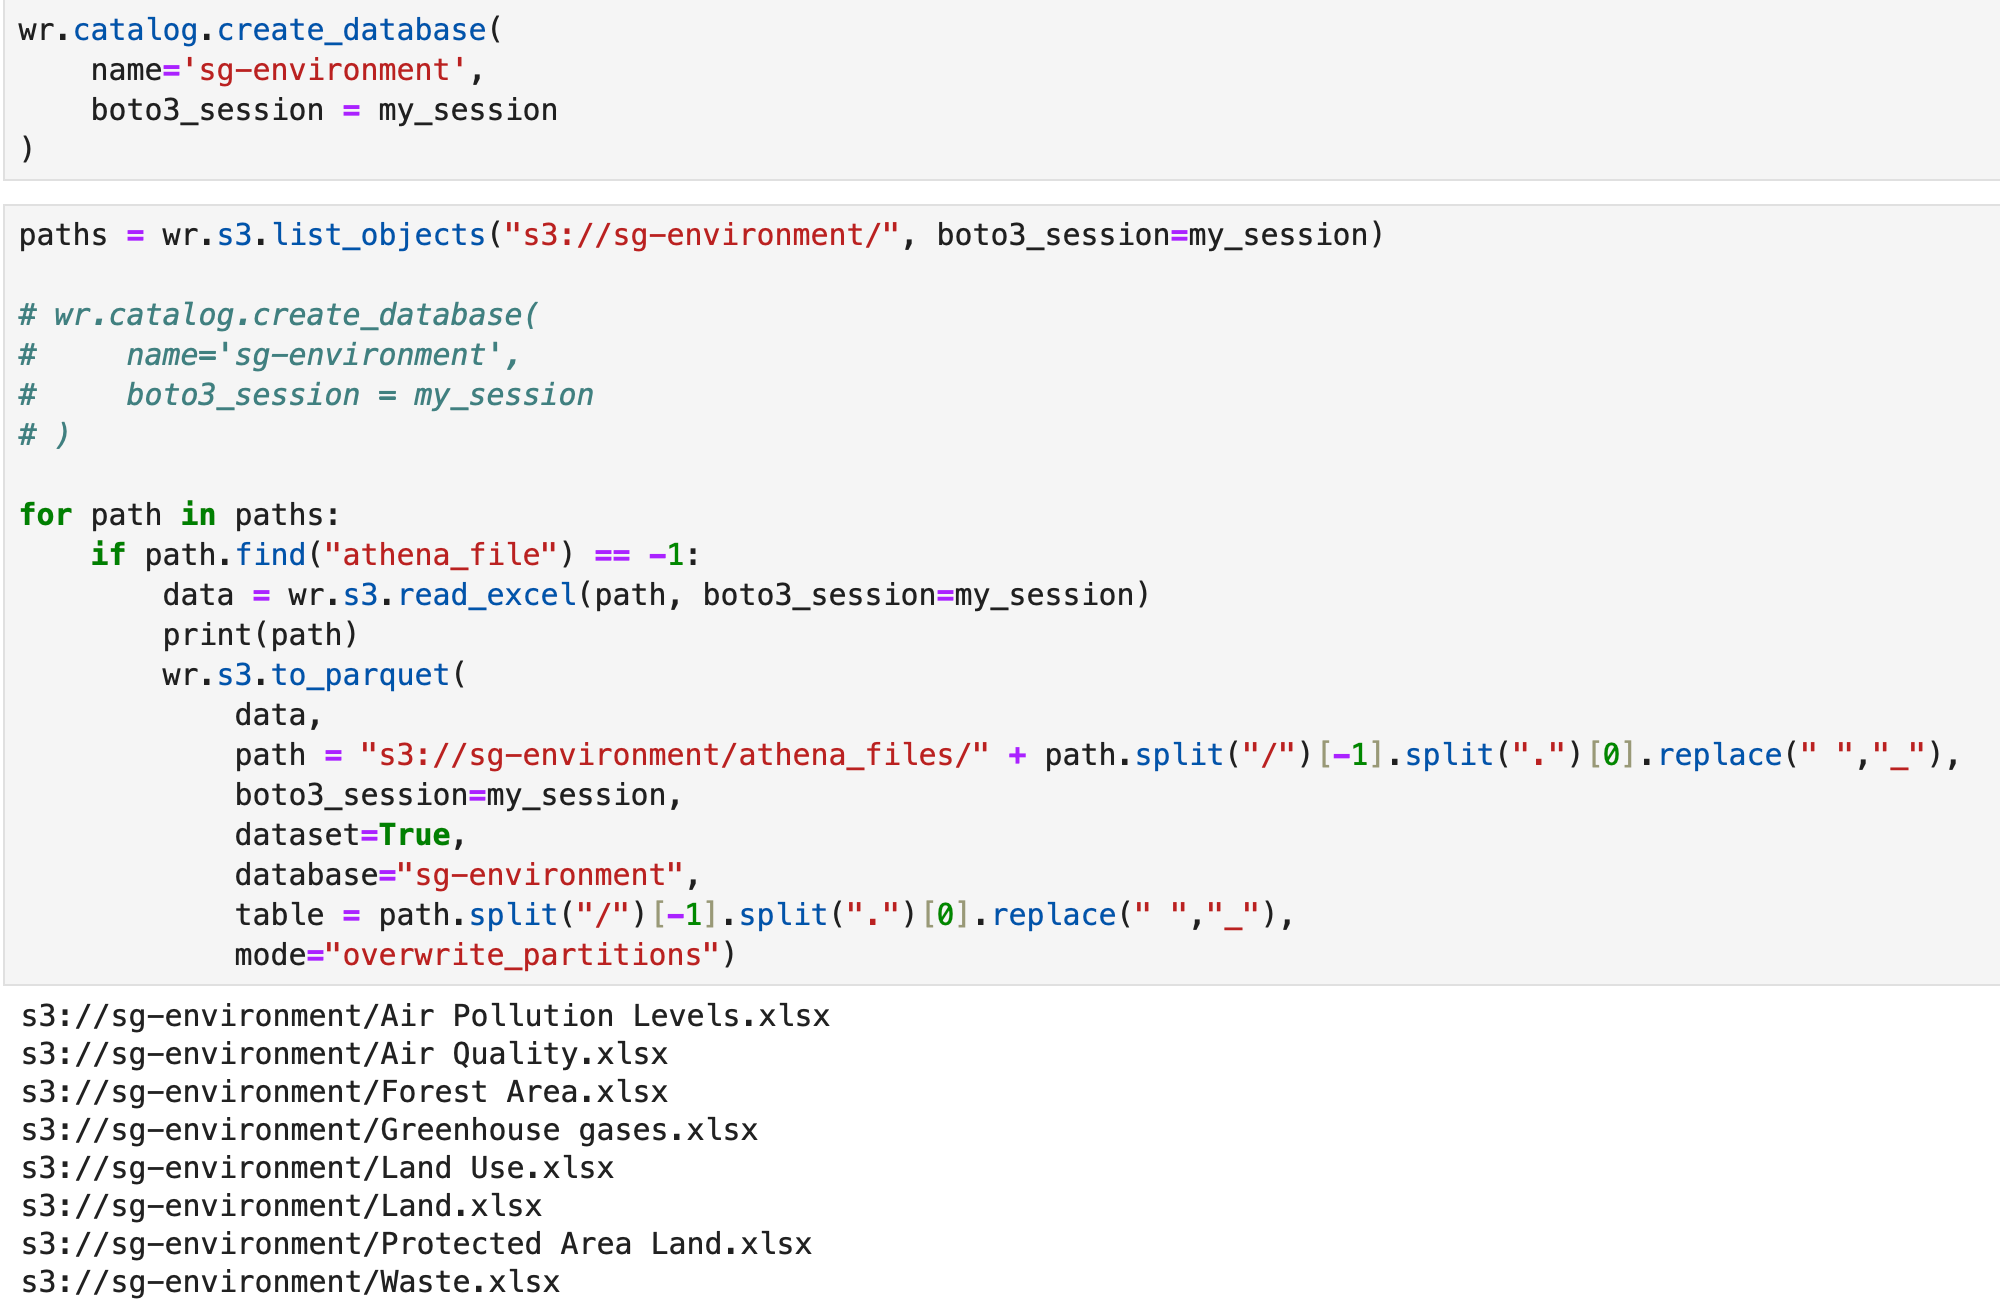 wr.catalog.create_database(
    name='sg-environment',
    boto3_session = my_session
)
paths = wr.s3.list_objects("s3://sg-environment/", boto3_session=my_session)
# wr.catalog.create_database(
#     name='sg-environment',
#     boto3_session = my_session
# )
for path in paths:
    if path.find("athena_file") == -1:
        data = wr.s3.read_excel(path, boto3_session=my_session)
        print(path)
        wr.s3.to_parquet(
            data,
            path = "s3://sg-environment/athena_files/" + path.split("/")[-1].split(".")[0].replace(" ","_"),
            boto3_session=my_session,
            dataset=True,
            database="sg-environment",
            table = path.split("/")[-1].split(".")[0].replace(" ","_"),
            mode="overwrite_partitions")
s3://sg-environment/Air Pollution Levels.xlsx
s3://sg-environment/Air Quality.xlsx
s3://sg-environment/Forest Area.xlsx
s3://sg-environment/Greenhouse gases.xlsx
s3://sg-environment/Land Use.xlsx
s3://sg-environment/Land.xlsx
s3://sg-environment/Protected Area Land.xlsx
s3://sg-environment/Waste.xlsx